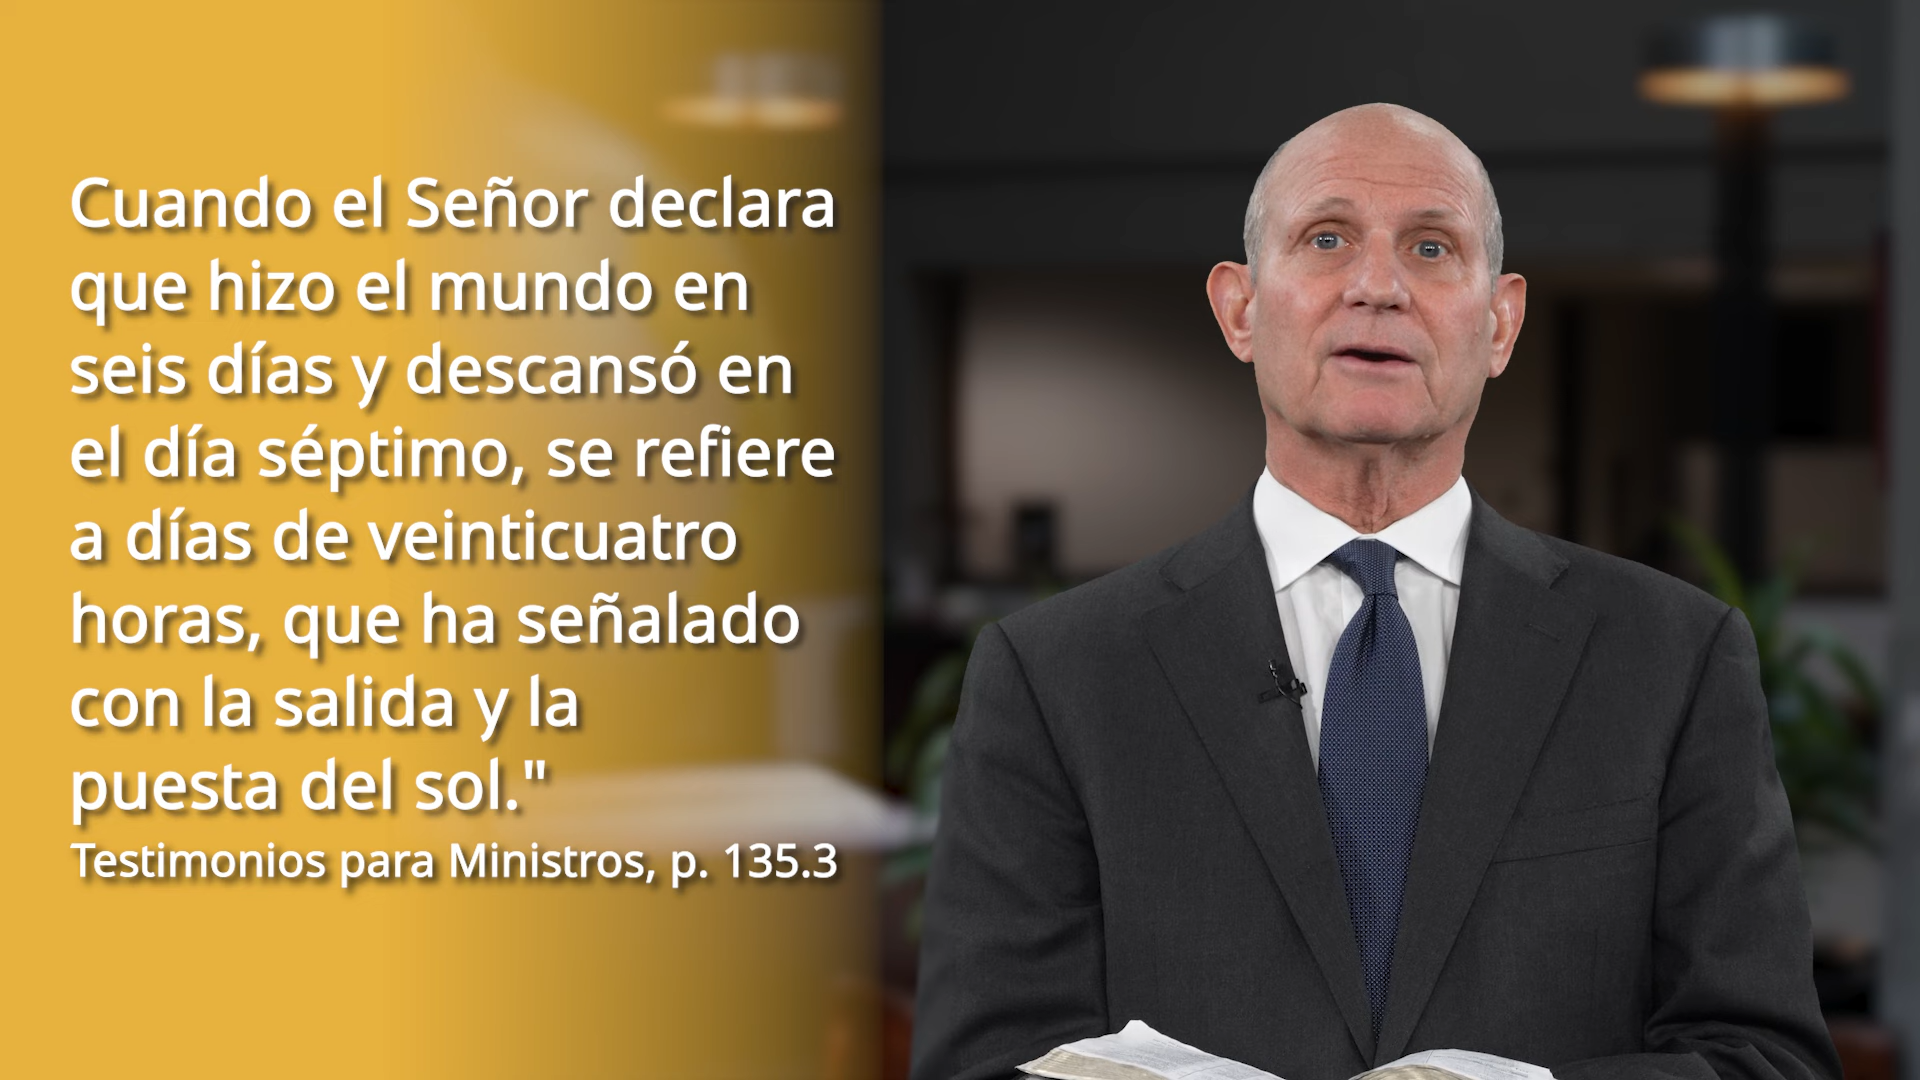 Cuando el Señor declara
que hizo el mundo en
seis días y descansó en
el día séptimo, se refiere
a días de veinticuatro
horas, que ha señalado
con la salida y la
puesta del sol."
Testimonios para Ministros, p. 135.3